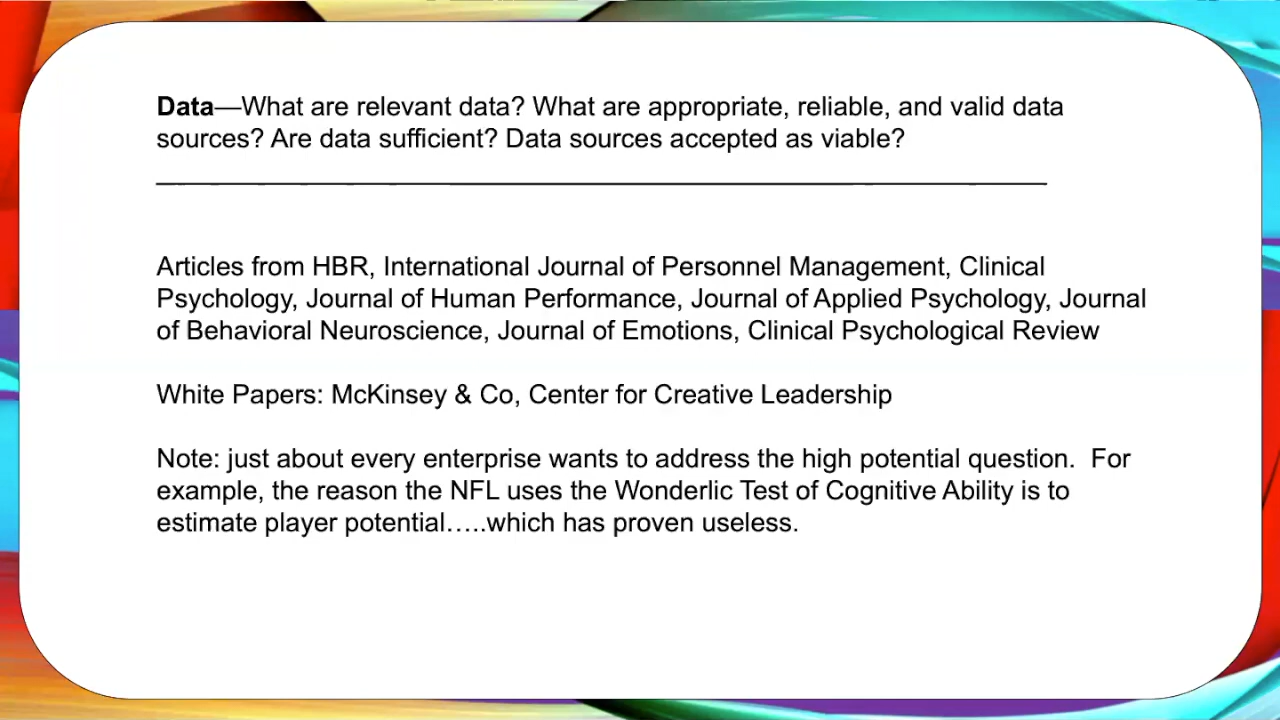 Data—What are relevant data? What are appropriate, reliable, and valid data
sources? Are data sufficient? Data sources accepted as viable?
Articles from HBR, International Journal of Personnel Management, Clinical
Psychology, Journal of Human Performance, Journal of Applied Psychology, Journal
of Behavioral Neuroscience, Journal of Emotions, Clinical Psychological Review
White Papers: McKinsey & Co, Center for Creative Leadership
Note: just about every enterprise wants to address the high potential question.  For
example, the reason the NFL uses the Wonderlic Test of Cognitive Ability is to
estimate player potential…..which has proven useless.